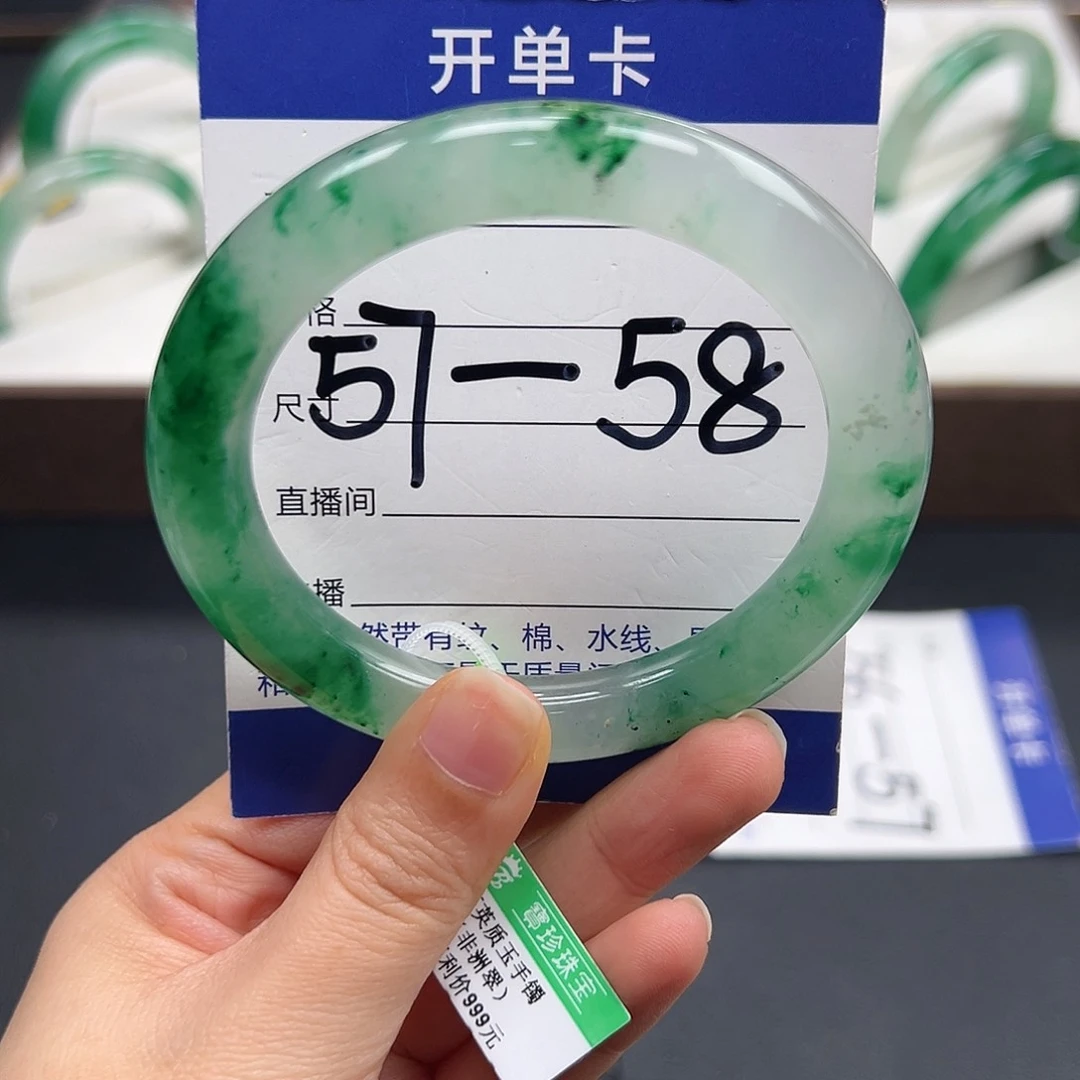 开单卡
格
57-58
尺寸
直播间
播
然带有纹、棉、水线、
寶珍珠宝
英质玉手镯
非洲翠）
利价999元
56-57
开单卡